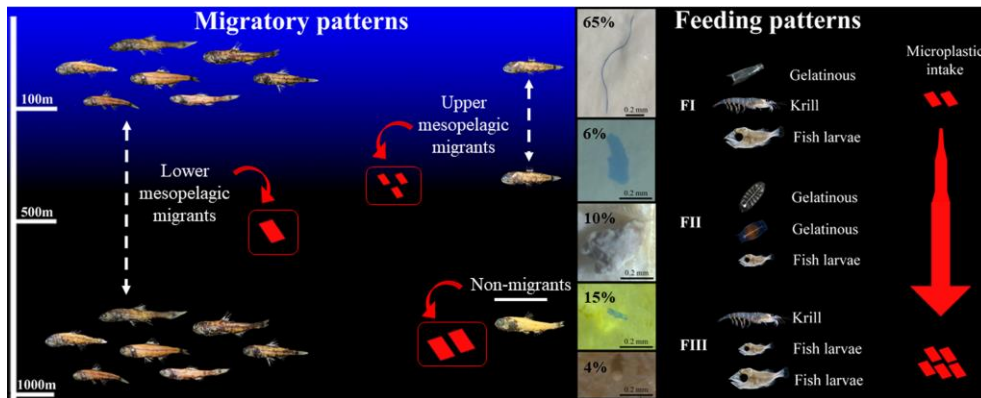 Migratory patterns
100m
500m
1000m
Lower
mesopelagic
migrants
Upper
mesopelagic
migrants
Non-migrants
65%
0.2 mm
6%
0.2 mm
10%
0.2 mm
15%
0.2 mm
4%
0.2 mm
Feeding patterns
Microplastic
intake
FI
Gelatinous
Krill
Fish larvae
FII
Gelatinous
Gelatinous
Fish larvae
FIII
Krill
Fish larvae
Fish larvae